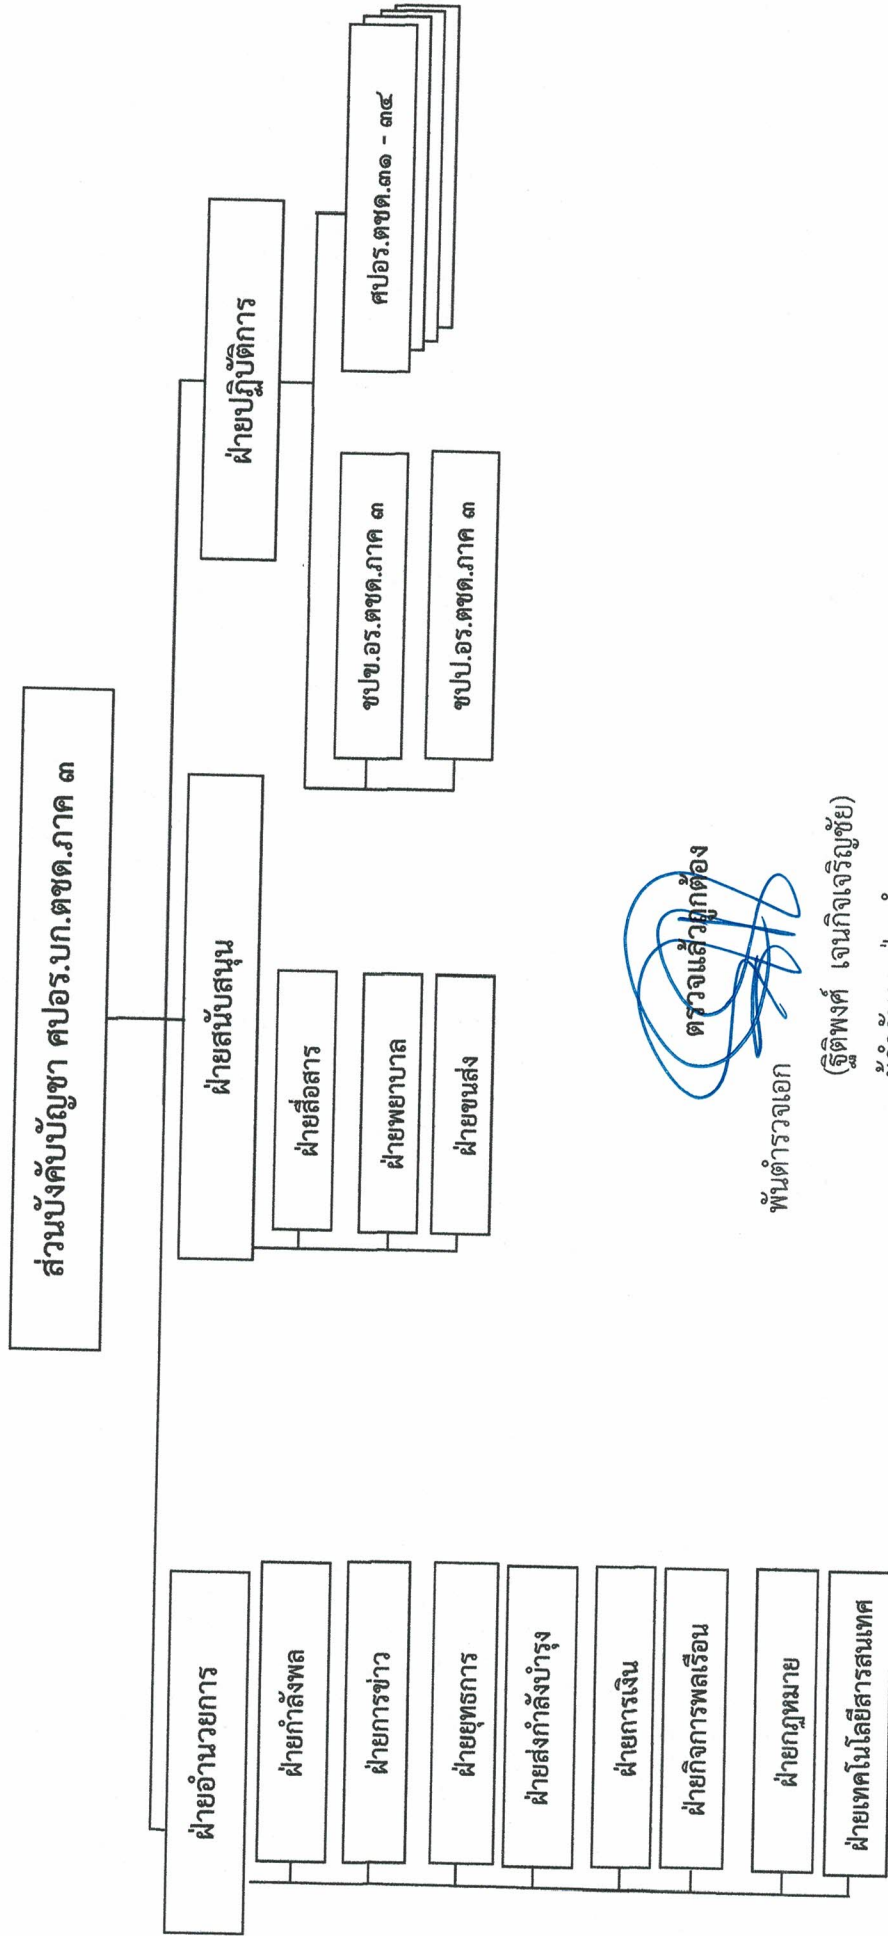 ส่วนบังคับบัญชา ศปอร.บก.ตชด.ภาค ๓
ฝ่ายอำนวยการ
ฝ่ายกำลังพล
ฝ่ายการข่าว
ฝ่ายยุทธการ
ฝ่ายส่งกำลังบำรุง
ฝ่ายการเงิน
ฝ่ายกิจการพลเรือน
ฝ่ายกฎหมาย
ฝ่ายเทคโนโลยีสารสนเทศ
ฝ่ายสนับสนุน
ฝ่ายสื่อสาร
ฝ่ายพยาบาล
ฝ่ายขนส่ง
ฝ่ายปฏิบัติการ
ชปข.อร.ตชด.ภาค ๓
ชปป.อร.ตชด.ภาค ๓
ศปอร.ตชด.๓๑ - ๓๔
ตรวจแล้วถูกต้อง
พันตำรวจเอก
(ฐิติพงศ์ เจนกิจเจริญชัย)